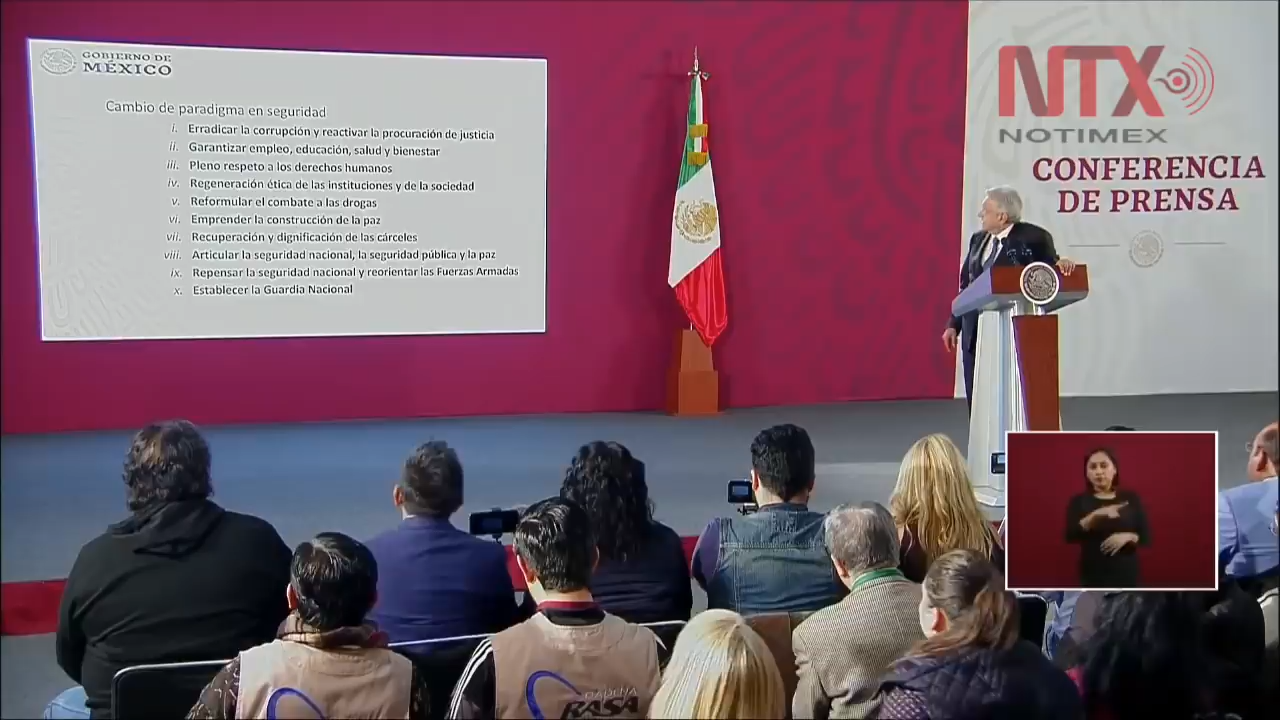 GOBIERNO DE
MÉXICO
Cambio de paradigma en seguridad
i. Erradicar la corrupción y reactivar la procuración de justicia
ii. Garantizar empleo, educación, salud y bienestar
iii. Pleno respeto a los derechos humanos
iv. Regeneración ética de las instituciones y de la sociedad
v. Reformular el combate a las drogas
vi. Emprender la construcción de la paz
vii. Recuperación y dignificación de las cárceles
viii. Articular la seguridad nacional, la seguridad pública y la paz
ix. Repensar la seguridad nacional y reorientar las Fuerzas Armadas
x. Establecer la Guardia Nacional
NTX
NOTIMEX
CONFERENCIA
DE PRENSA
CADENA
RASA